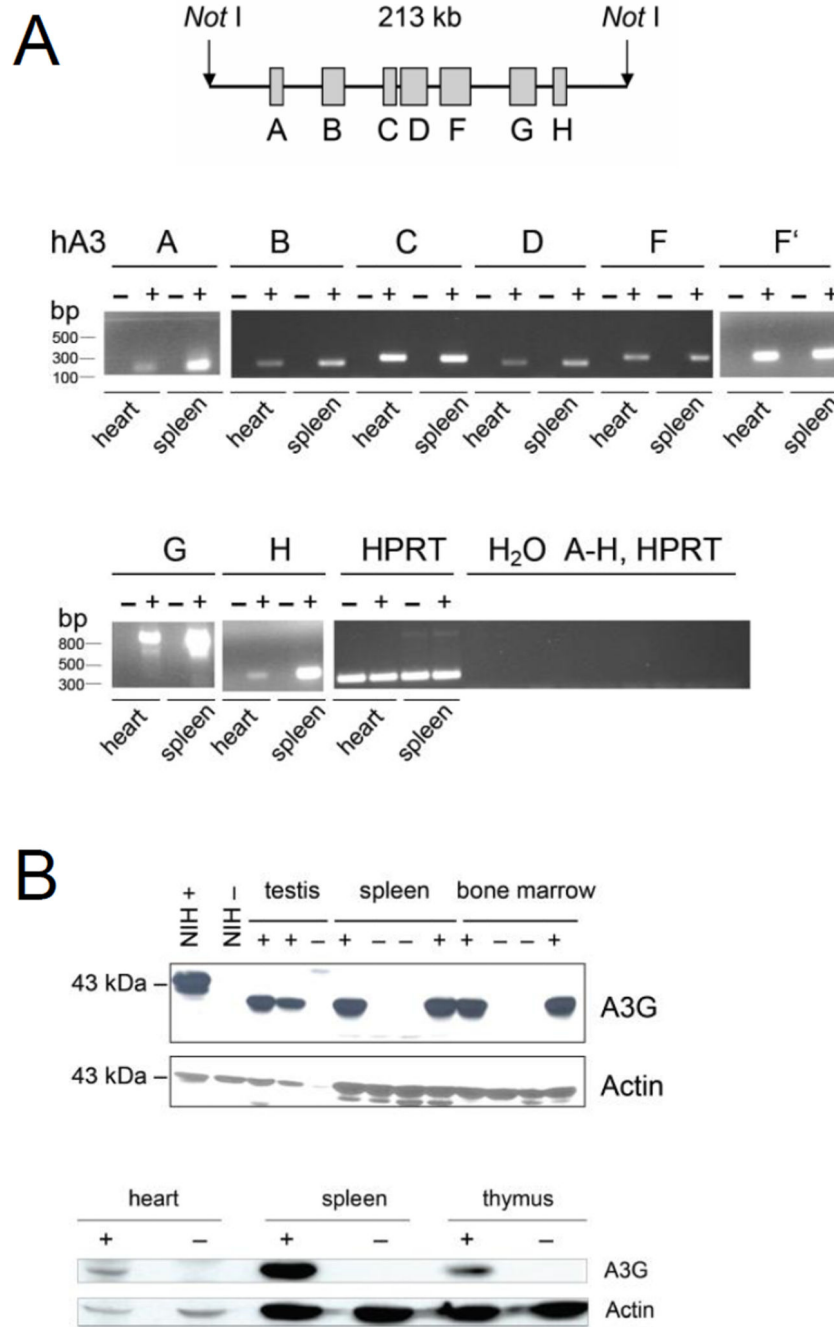 A
Not I 213 kb Not I
A B C D F G H
hA3 A B C D F F‘
– + – + – + – + – + – + – + – + – + – + – + – +
bp
500
300
100
heart spleen heart spleen heart spleen heart spleen heart spleen heart spleen
G H HPRT H2O A-H, HPRT
– + – + – + – + – + – +
bp
800
500
300
heart spleen heart spleen heart spleen
B
NIH + NIH – testis spleen bone marrow
+ + – + – – + + – – +
43 kDa – A3G
43 kDa – Actin
heart spleen thymus
+ – + – + –
A3G
Actin